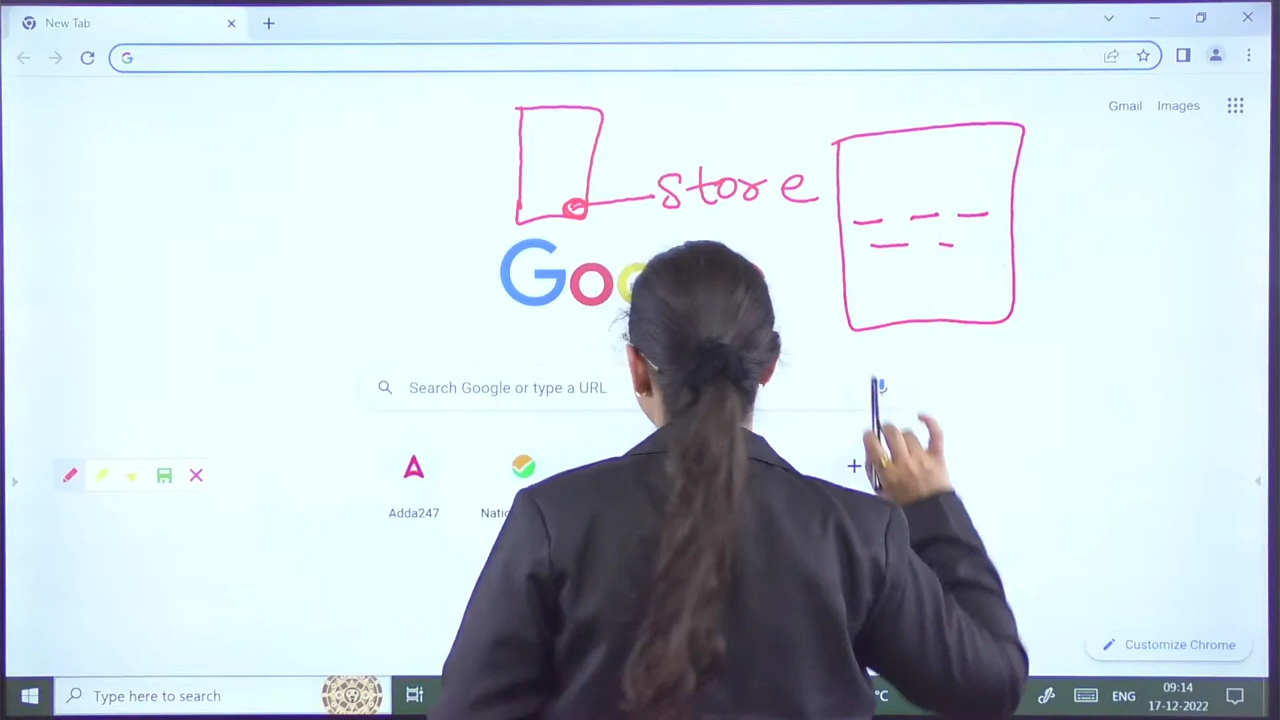 New Tab
Gmail Images
store
Goo
Search Google or type a URL
Adda247
Customize Chrome
Type here to search
°C
ENG
09:14
17-12-2022